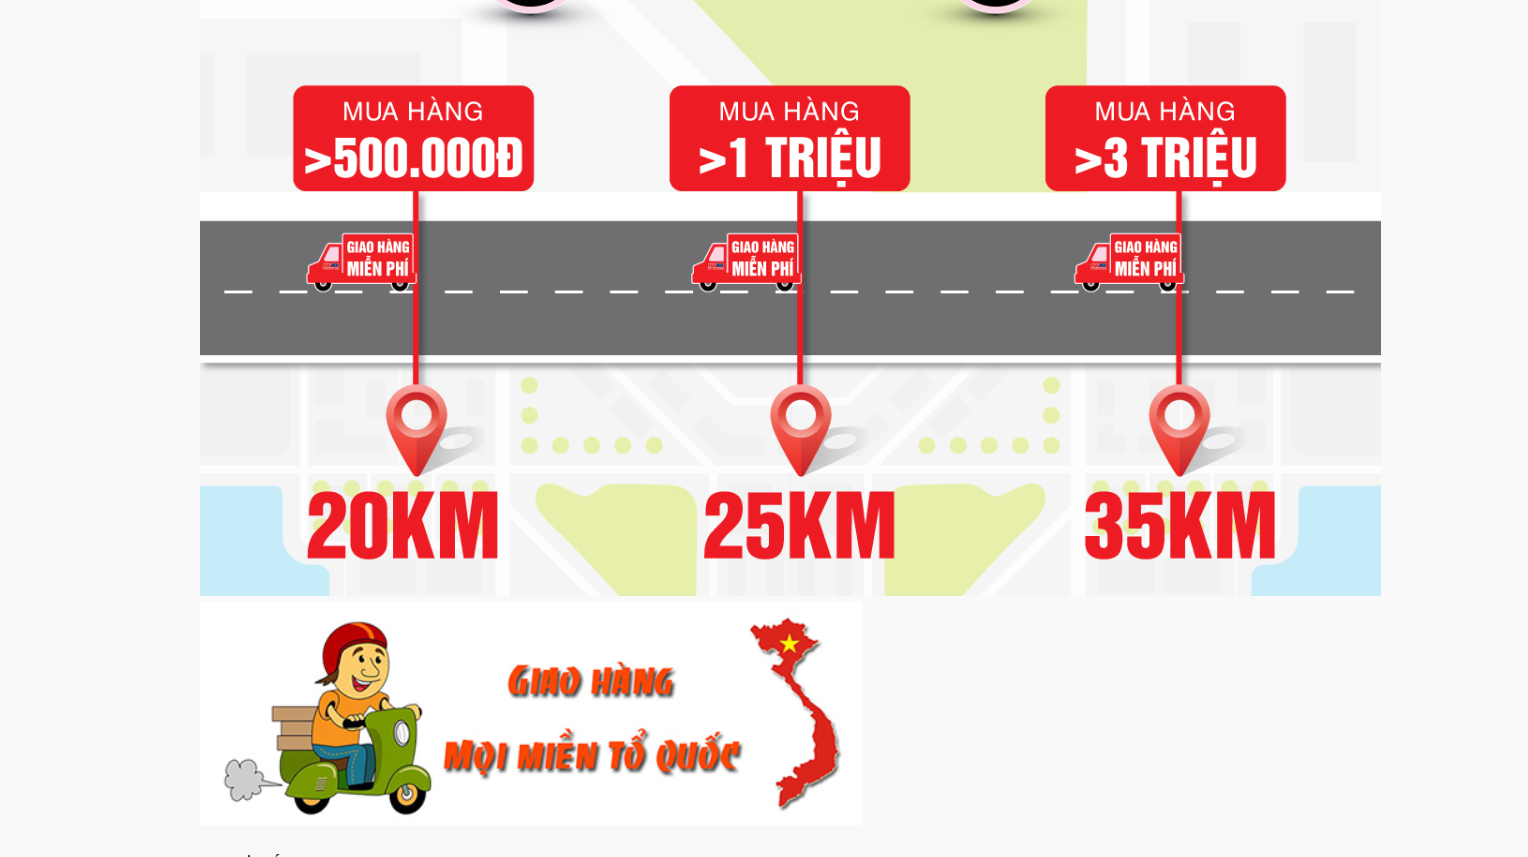 MUA HÀNG
>500.000Đ
MUA HÀNG
>1 TRIỆU
MUA HÀNG
>3 TRIỆU
GIAO HÀNG
MIỄN PHÍ
GIAO HÀNG
MIỄN PHÍ
GIAO HÀNG
MIỄN PHÍ
20KM
25KM
35KM
GIAO HÀNG
MỌI MIỀN TỔ QUỐC